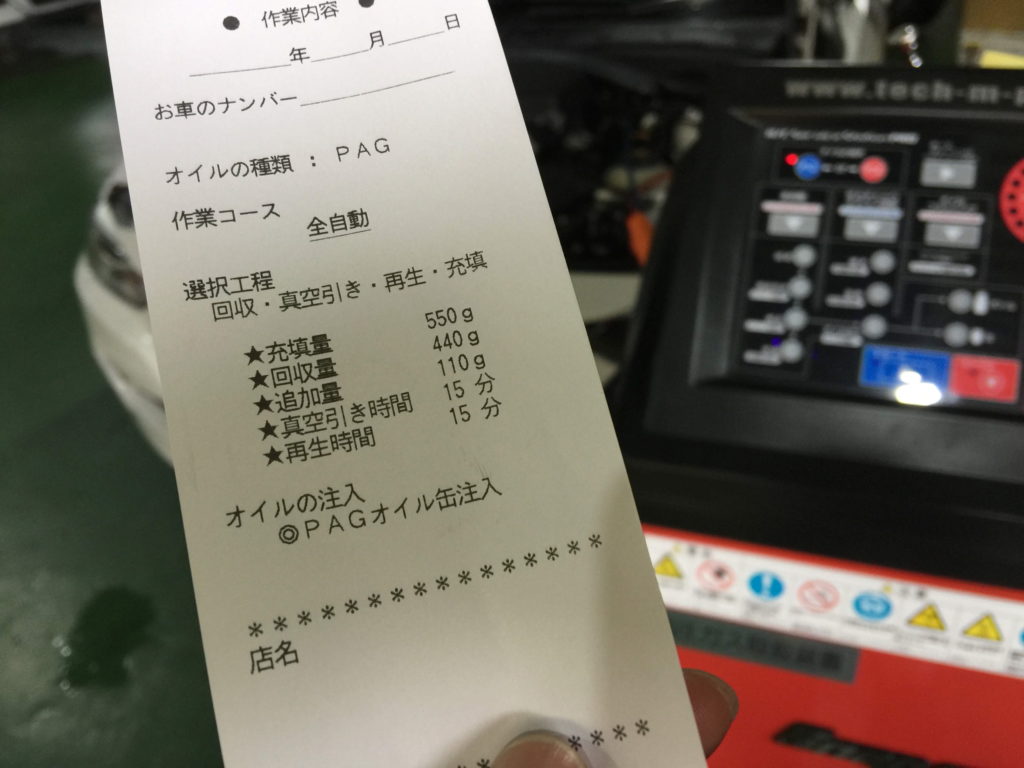 ● 作業内容 ●
年 月 日
お車のナンバー
オイルの種類 : PAG
作業コース
全自動
選択工程
回収・真空引き・再生・充填
★充填量 550g
★回収量 440g
★追加量 110g
★真空引き時間 15 分
★再生時間 15 分
オイルの注入
◎PAGオイル缶注入
***************
店名
www.tech-m-